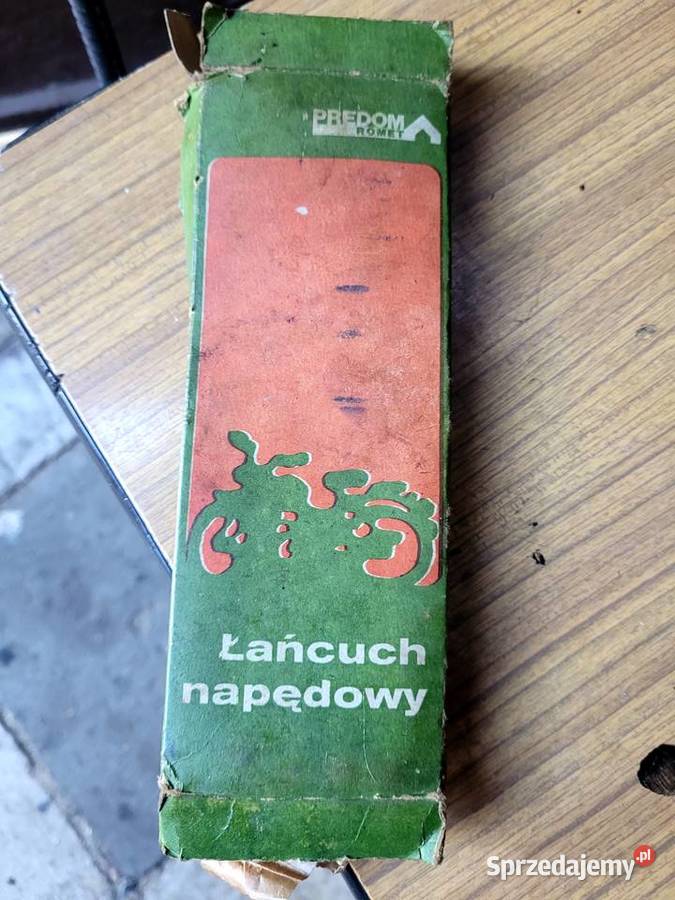 PREDOM
ROMET
Łańcuch
napędowy
Sprzedajemy.pl